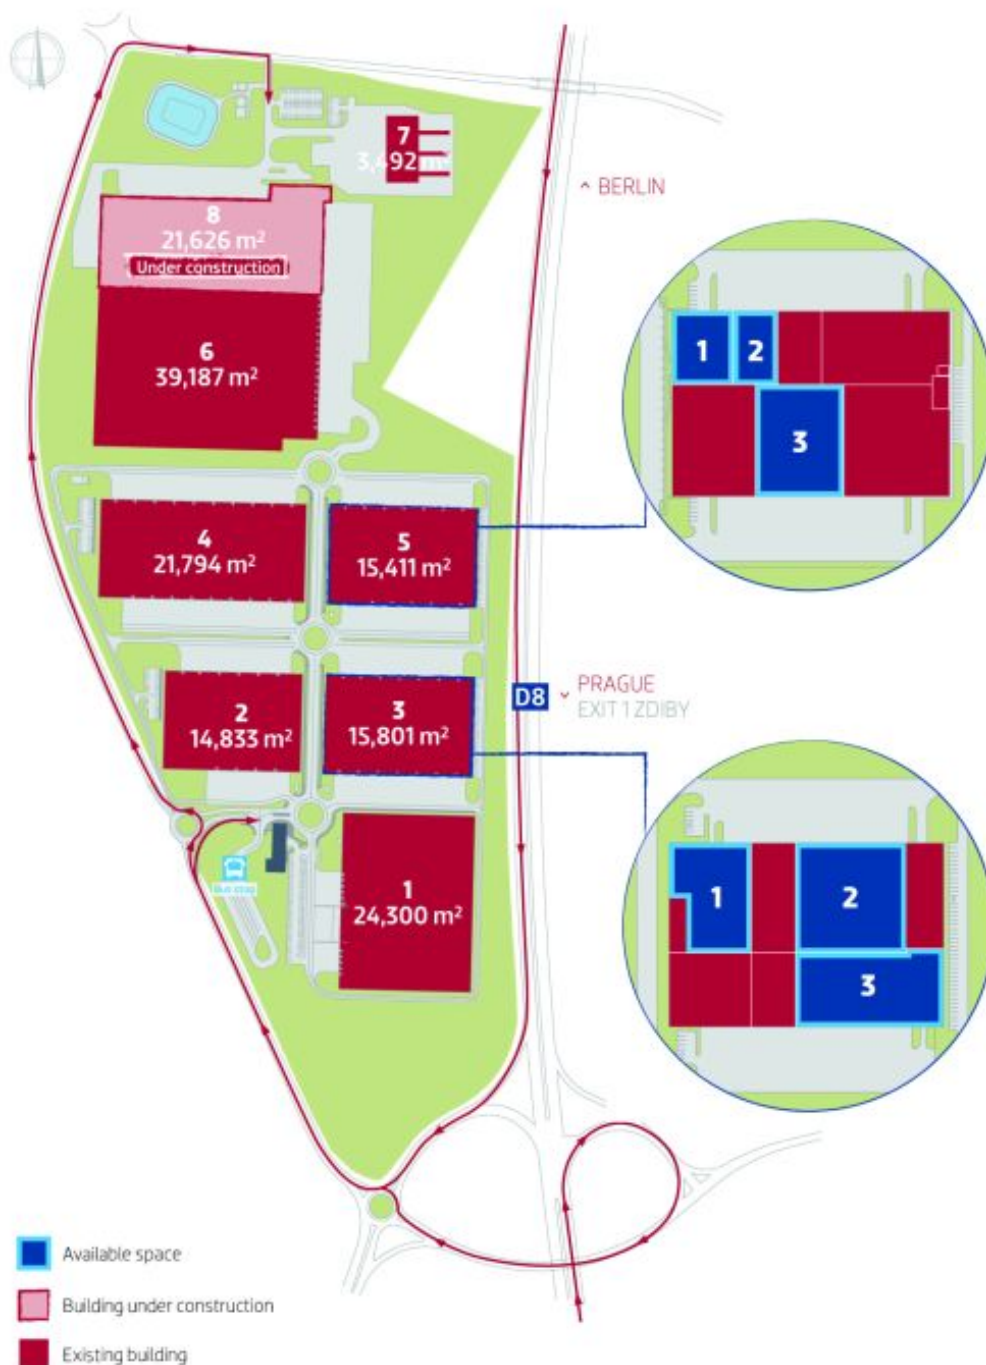 7
3,492 m²
^ BERLIN
8
21,626 m²
Under construction
6
39,187 m²
1
2
3
4
21,794 m²
5
15,411 m²
D8
PRAGUE
EXIT 1 ZDIBY
2
14,833 m²
3
15,801 m²
Bus stop
1
24,300 m²
1
2
3
Available space
Building under construction
Existing building